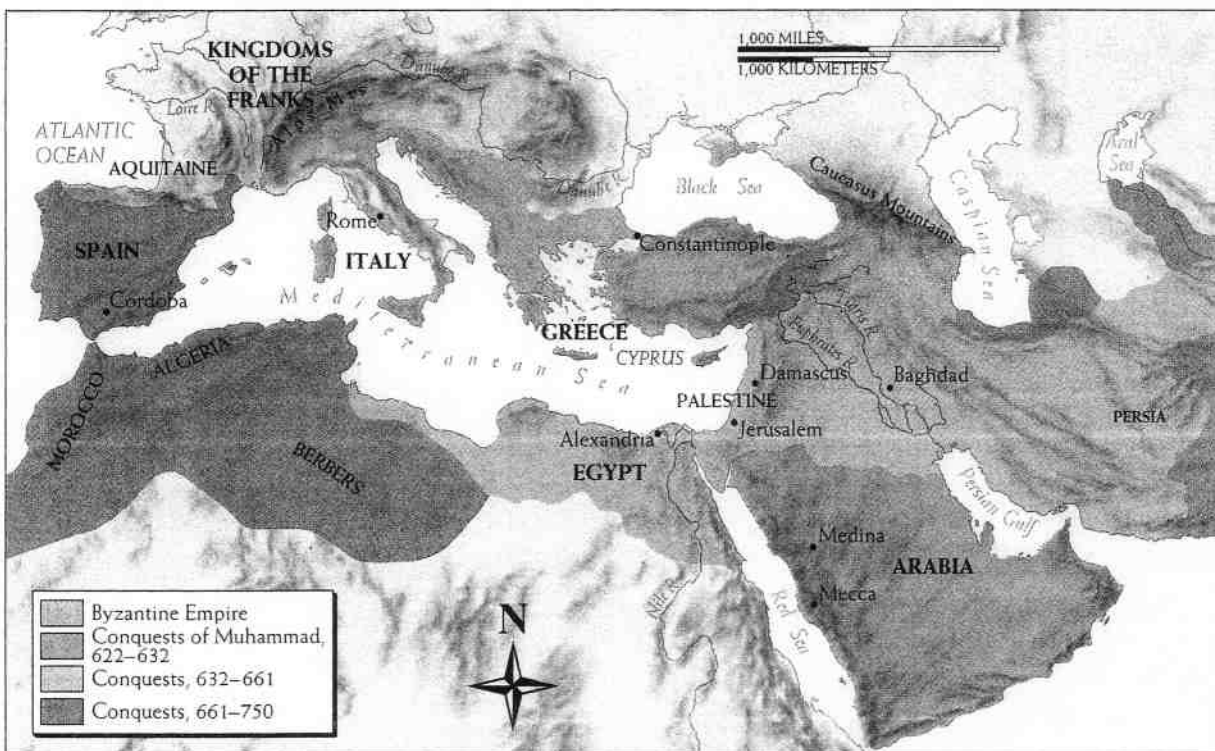 1,000 MILES
1,000 KILOMETERS
KINGDOMS
OF THE
FRANKS
Danube R.
Loire R.
Alps Mts
ATLANTIC
OCEAN
AQUITAINE
Aral
Sea
Caspian Sea
Black Sea
Caucasus Mountains
Danube R.
Rome
Constantinople
SPAIN
ITALY
Cordoba
Mediterranean Sea
Tigris R.
Euphrates R.
GREECE
CYPRUS
ALGERIA
Damascus
Baghdad
MOROCCO
PALESTINE
PERSIA
Jerusalem
Alexandria
BERBERS
EGYPT
Persian Gulf
Medina
ARABIA
Mecca
Nile R.
Red Sea
N
Byzantine Empire
Conquests of Muhammad,
622–632
Conquests, 632–661
Conquests, 661–750